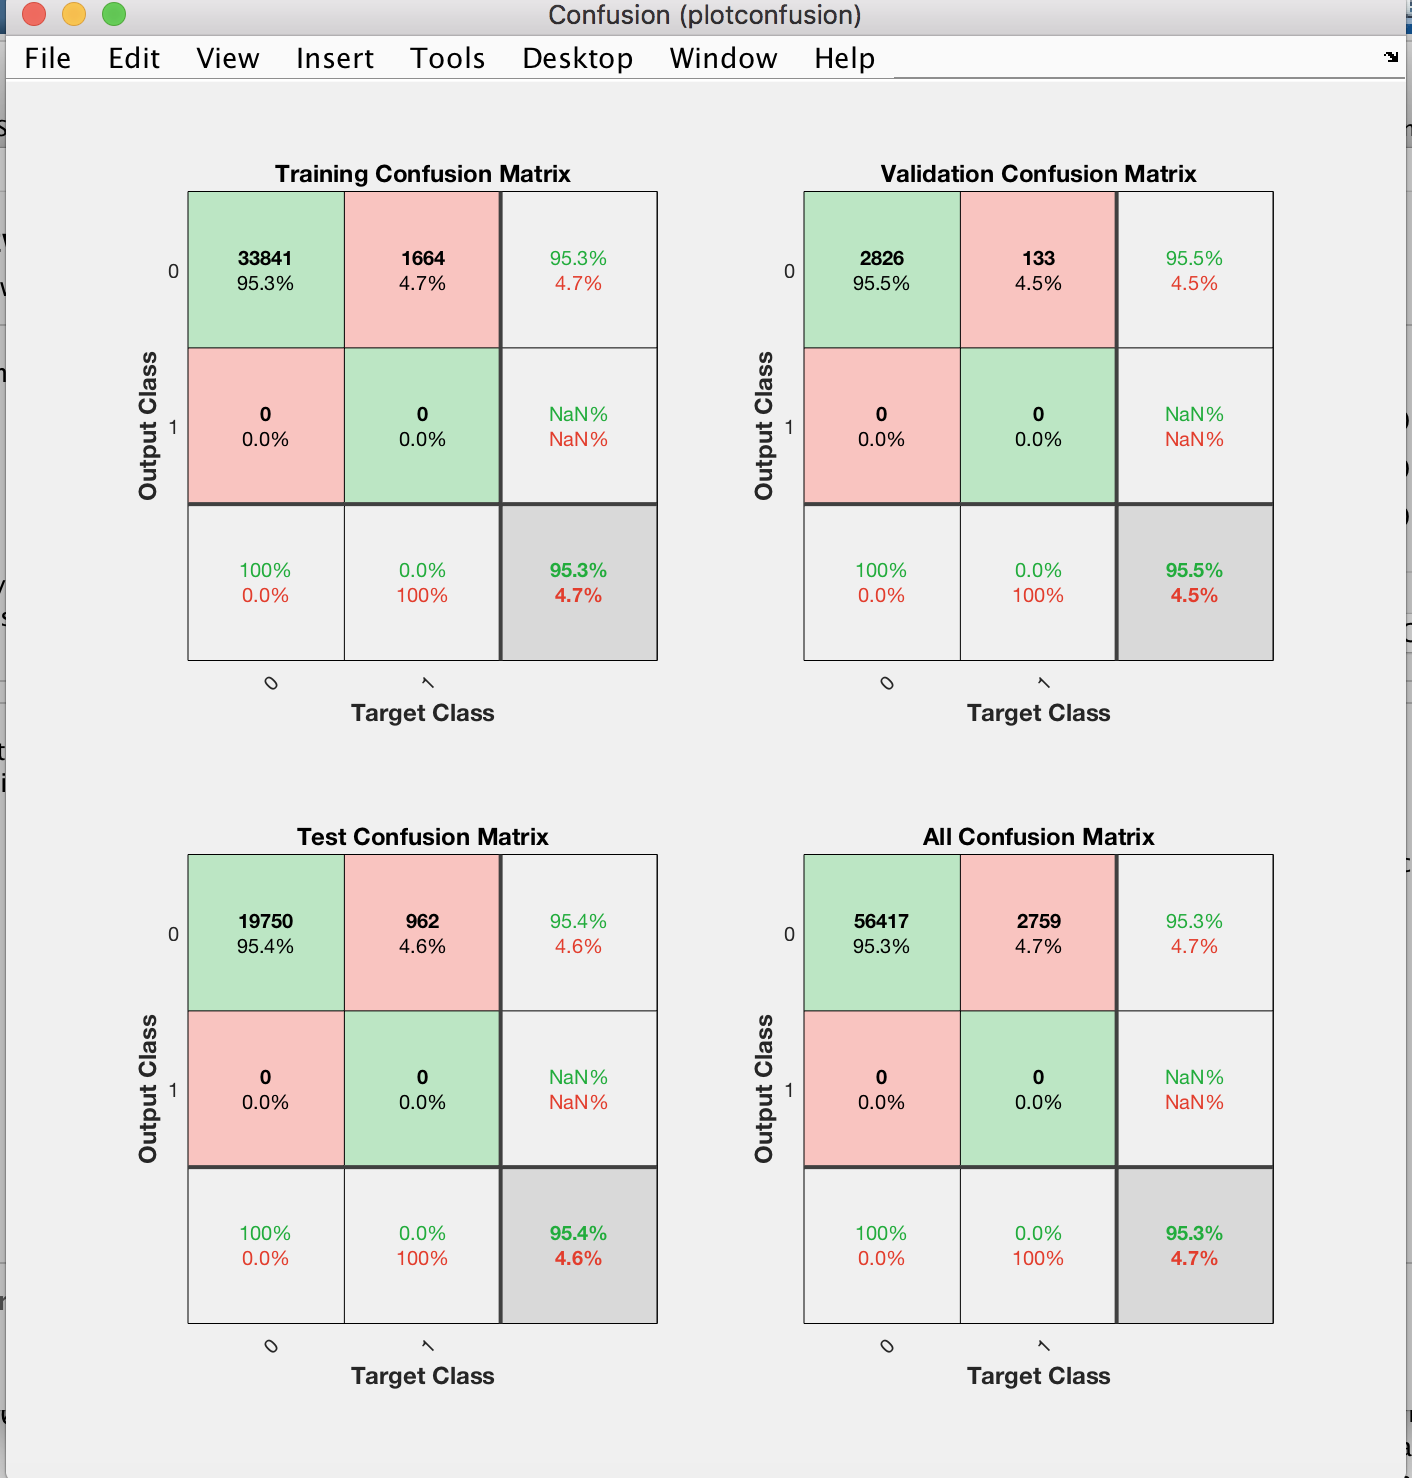 Confusion (plotconfusion)
File Edit View Insert Tools Desktop Window Help
Training Confusion Matrix
33841 1664 95.3%
0
95.3% 4.7% 4.7%
Output Class
0 0 NaN%
1
0.0% 0.0% NaN%
100% 0.0% 95.3%
0.0% 100% 4.7%
0 1
Target Class
Validation Confusion Matrix
2826 133 95.5%
0
95.5% 4.5% 4.5%
Output Class
0 0 NaN%
1
0.0% 0.0% NaN%
100% 0.0% 95.5%
0.0% 100% 4.5%
0 1
Target Class
Test Confusion Matrix
19750 962 95.4%
0
95.4% 4.6% 4.6%
Output Class
0 0 NaN%
1
0.0% 0.0% NaN%
100% 0.0% 95.4%
0.0% 100% 4.6%
0 1
Target Class
All Confusion Matrix
56417 2759 95.3%
0
95.3% 4.7% 4.7%
Output Class
0 0 NaN%
1
0.0% 0.0% NaN%
100% 0.0% 95.3%
0.0% 100% 4.7%
0 1
Target Class